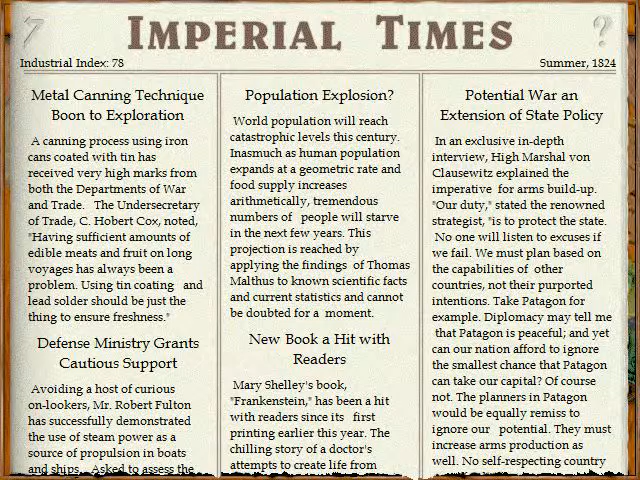 IMPERIAL TIMES
Industrial Index: 78
Summer, 1824
Metal Canning Technique
Boon to Exploration
A canning process using iron
cans coated with tin has
received very high marks from
both the Departments of War
and Trade. The Undersecretary
of Trade, C. Hobert Cox, noted,
"Having sufficient amounts of
edible meats and fruit on long
voyages has always been a
problem. Using tin coating and
lead solder should be just the
thing to ensure freshness."
Defense Ministry Grants
Cautious Support
Avoiding a host of curious
on-lookers, Mr. Robert Fulton
has successfully demonstrated
the use of steam power as a
source of propulsion in boats
and ships. Asked to assess the
Population Explosion?
World population will reach
catastrophic levels this century.
Inasmuch as human population
expands at a geometric rate and
food supply increases
arithmetically, tremendous
numbers of people will starve
in the next few years. This
projection is reached by
applying the findings of Thomas
Malthus to known scientific facts
and current statistics and cannot
be doubted for a moment.
New Book a Hit with
Readers
Mary Shelley's book,
"Frankenstein," has been a hit
with readers since its first
printing earlier this year. The
chilling story of a doctor's
attempts to create life from
Potential War an
Extension of State Policy
In an exclusive in-depth
interview, High Marshal von
Clausewitz explained the
imperative for arms build-up.
"Our duty," stated the renowned
strategist, "is to protect the state.
No one will listen to excuses if
we fail. We must plan based on
the capabilities of other
countries, not their purported
intentions. Take Patagon for
example. Diplomacy may tell me
that Patagon is peaceful; and yet
can our nation afford to ignore
the smallest chance that Patagon
can take our capital? Of course
not. The planners in Patagon
would be equally remiss to
ignore our potential. They must
increase arms production as
well. No self-respecting country